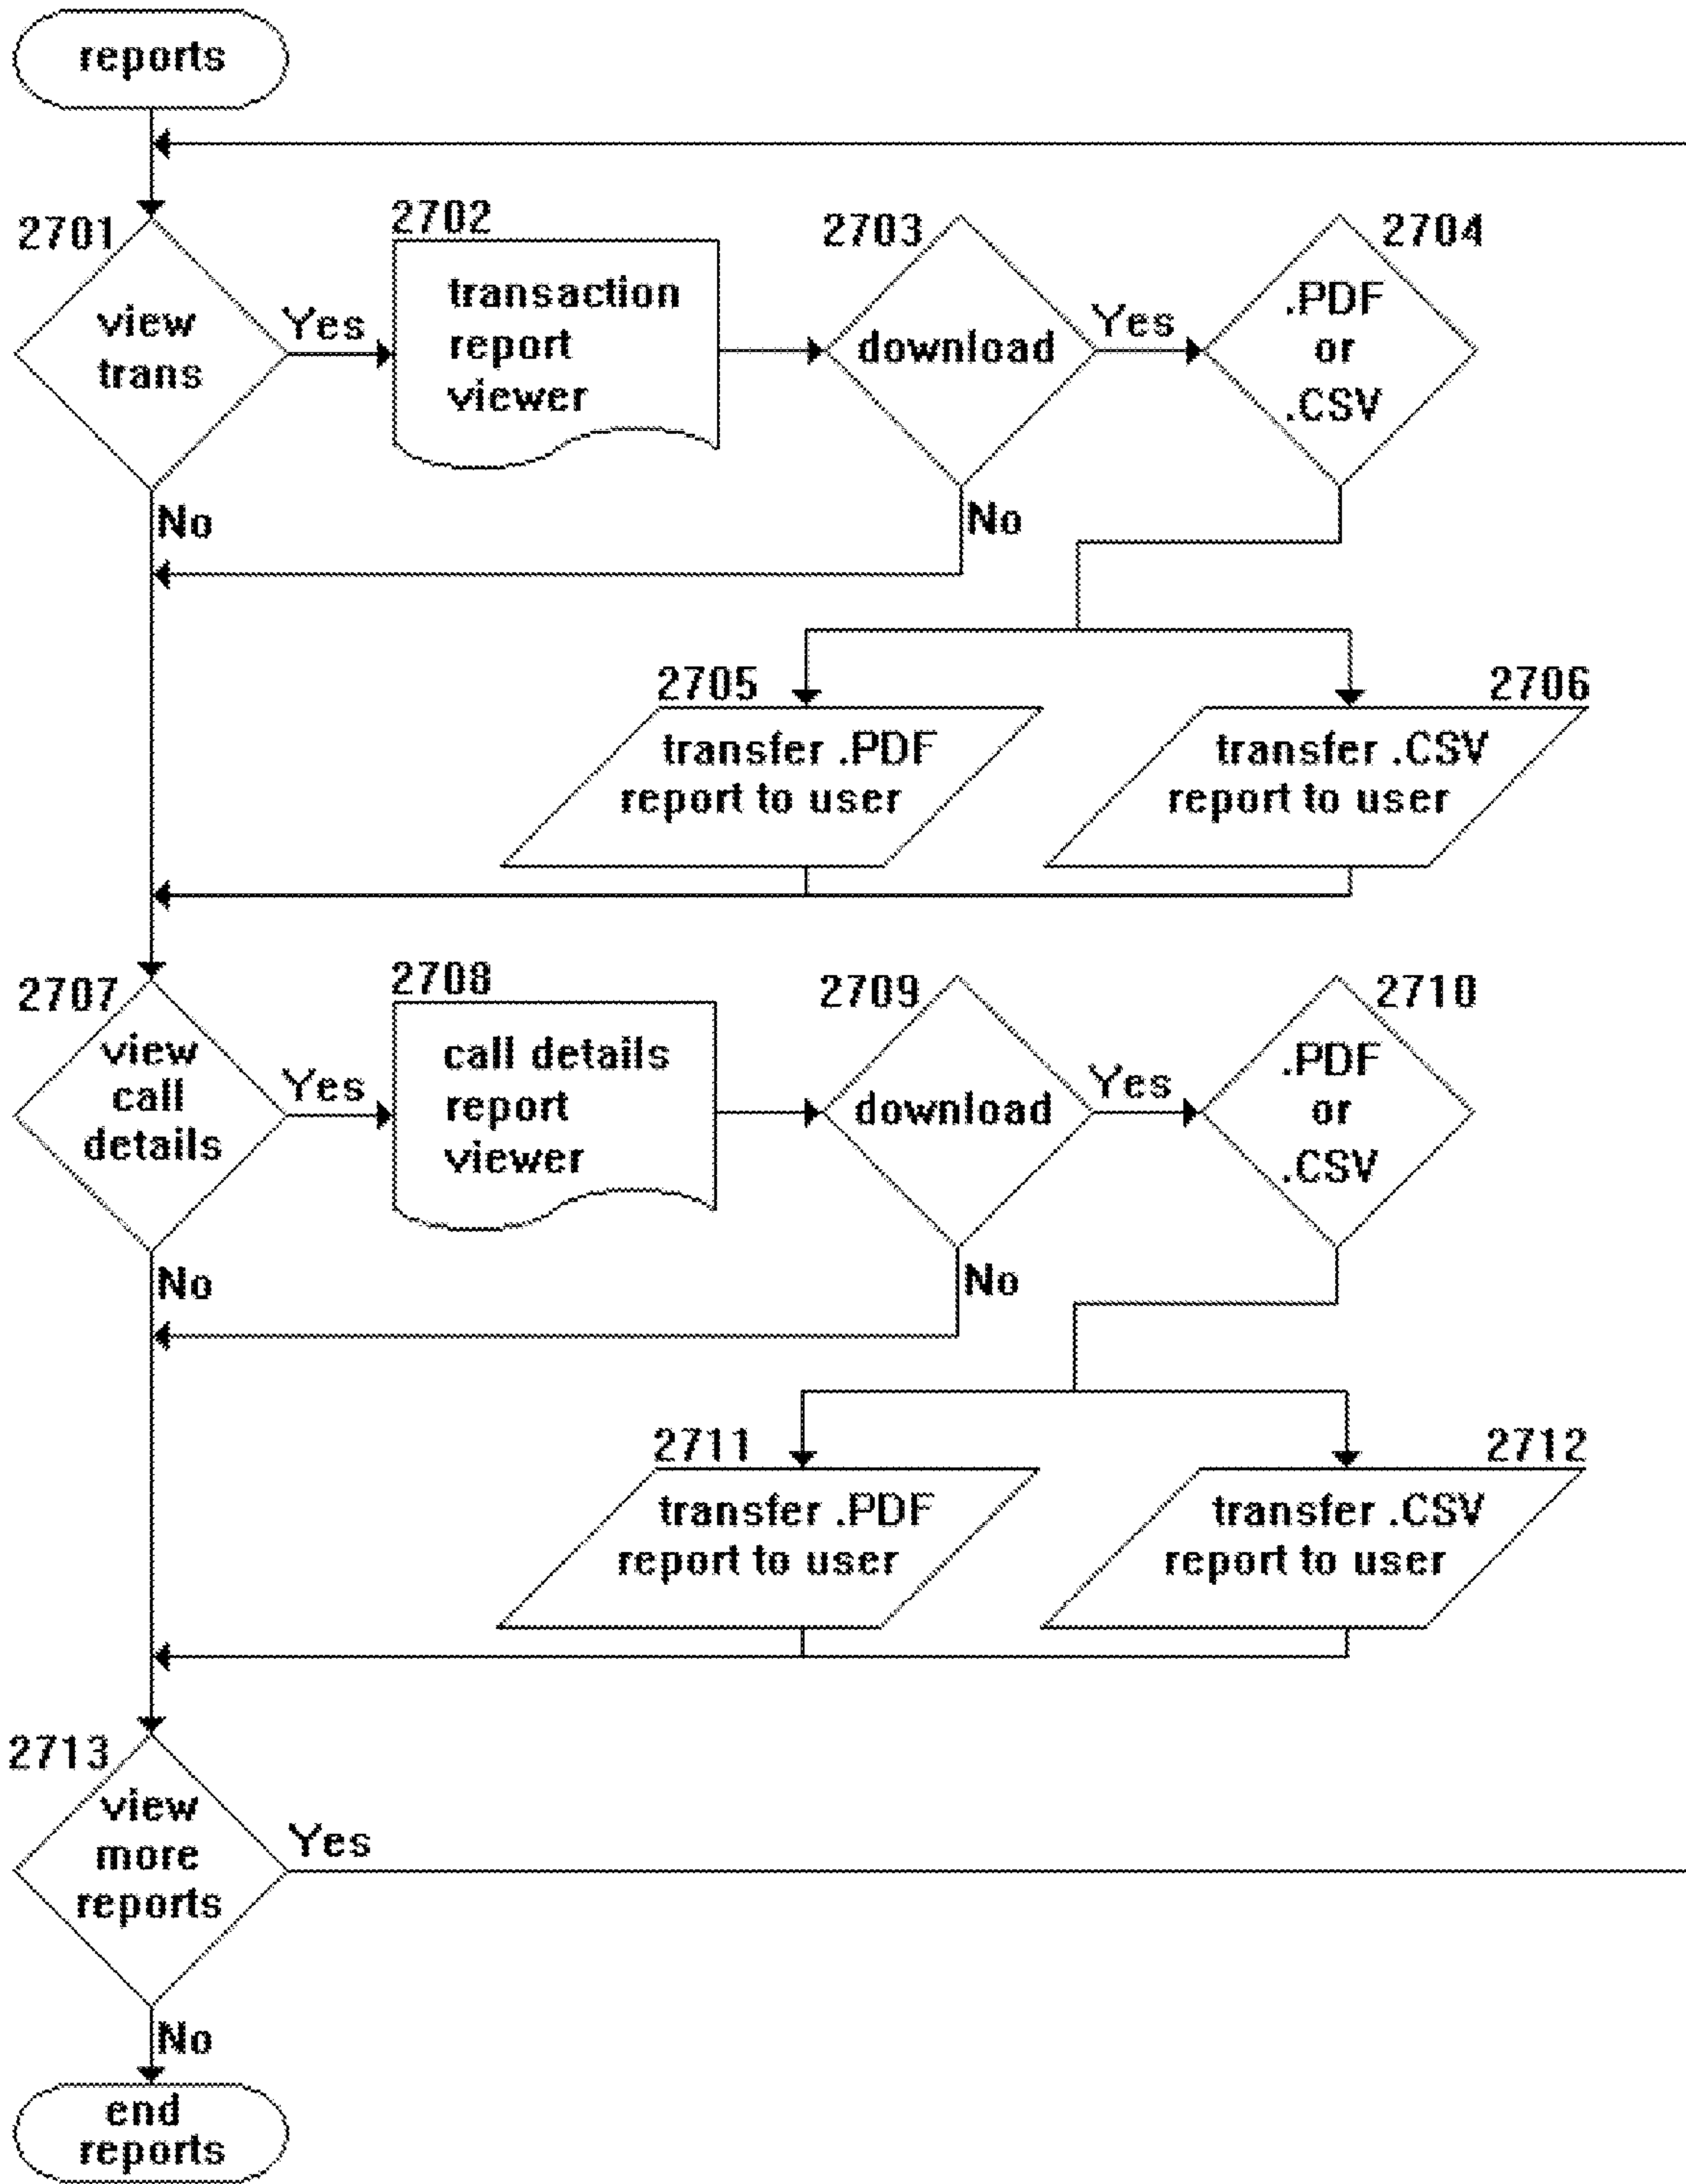 reports
2701
view
trans
Yes
No
2702
transaction
report
viewer
2703
download
Yes
No
2704
.PDF
or
.CSV
2705
transfer .PDF
report to user
2706
transfer .CSV
report to user
2707
view
call
details
Yes
No
2708
call details
report
viewer
2709
download
Yes
No
2710
.PDF
or
.CSV
2711
transfer .PDF
report to user
2712
transfer .CSV
report to user
2713
view
more
reports
Yes
No
end
reports